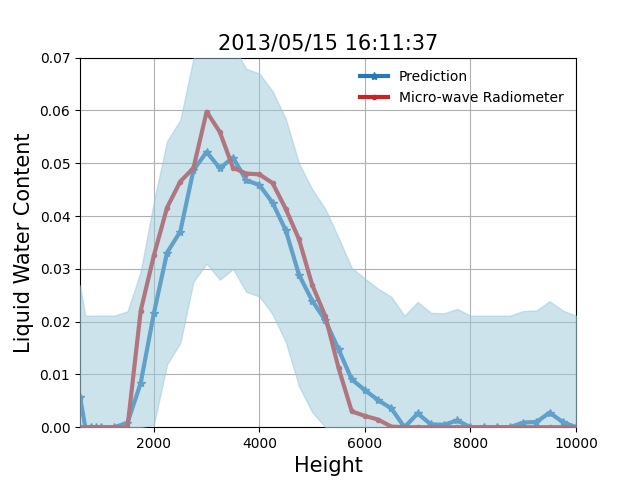 2013/05/15 16:11:37
Prediction
Micro-wave Radiometer
Liquid Water Content
0.07
0.06
0.05
0.04
0.03
0.02
0.01
0.00
2000 4000 6000 8000 10000
Height